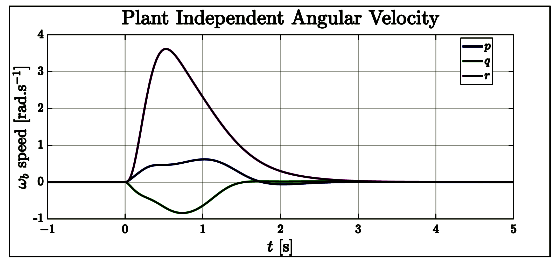 Plant Independent Angular Velocity
ω_b speed [rad.s⁻¹]
4
3
2
1
0
-1
p
q
r
−1
0
1
2
3
4
5
t [s]